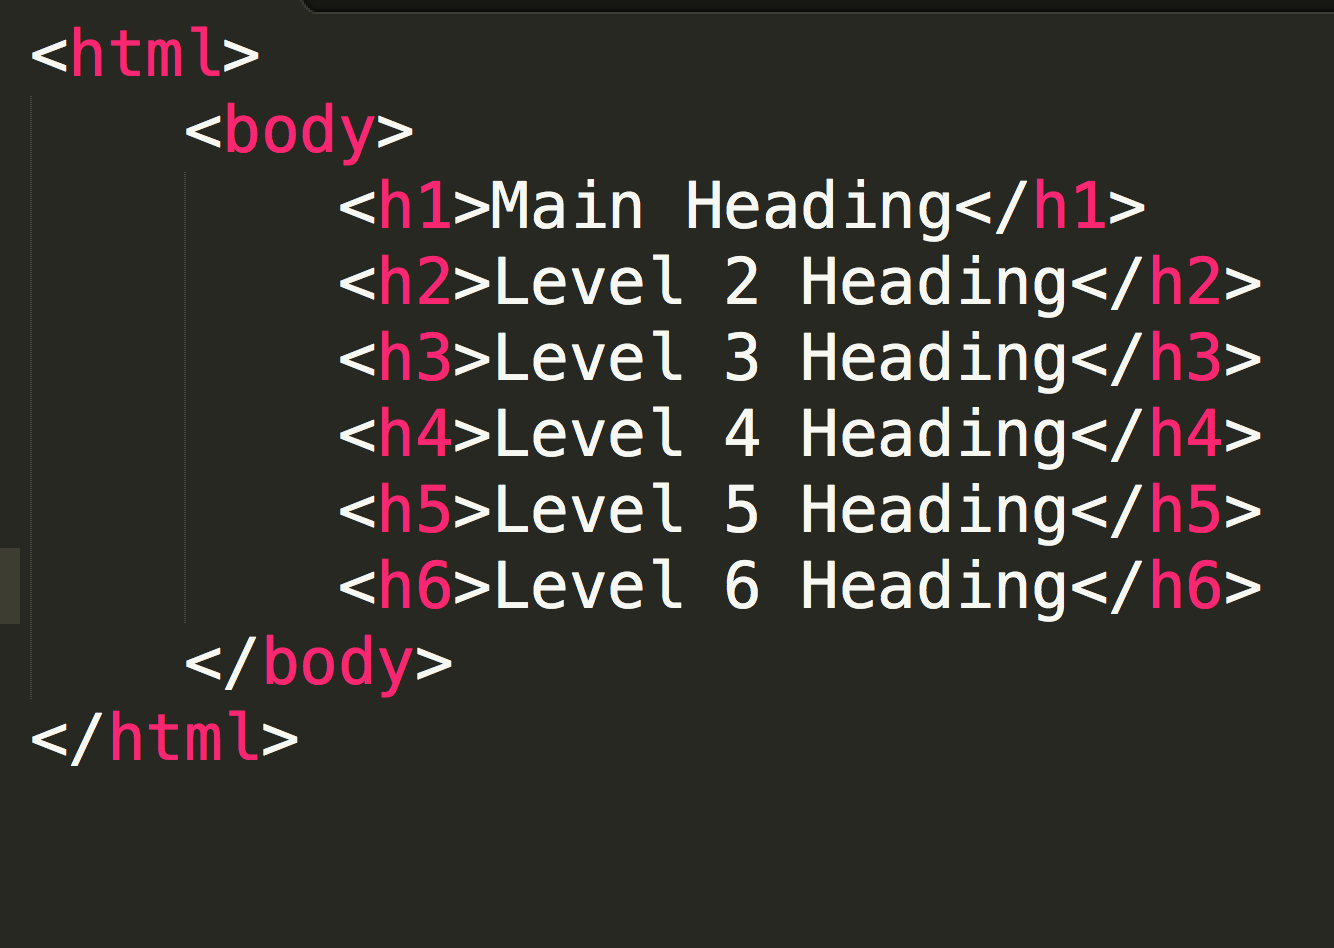 <html>
    <body>
        <h1>Main Heading</h1>
        <h2>Level 2 Heading</h2>
        <h3>Level 3 Heading</h3>
        <h4>Level 4 Heading</h4>
        <h5>Level 5 Heading</h5>
        <h6>Level 6 Heading</h6>
    </body>
</html>